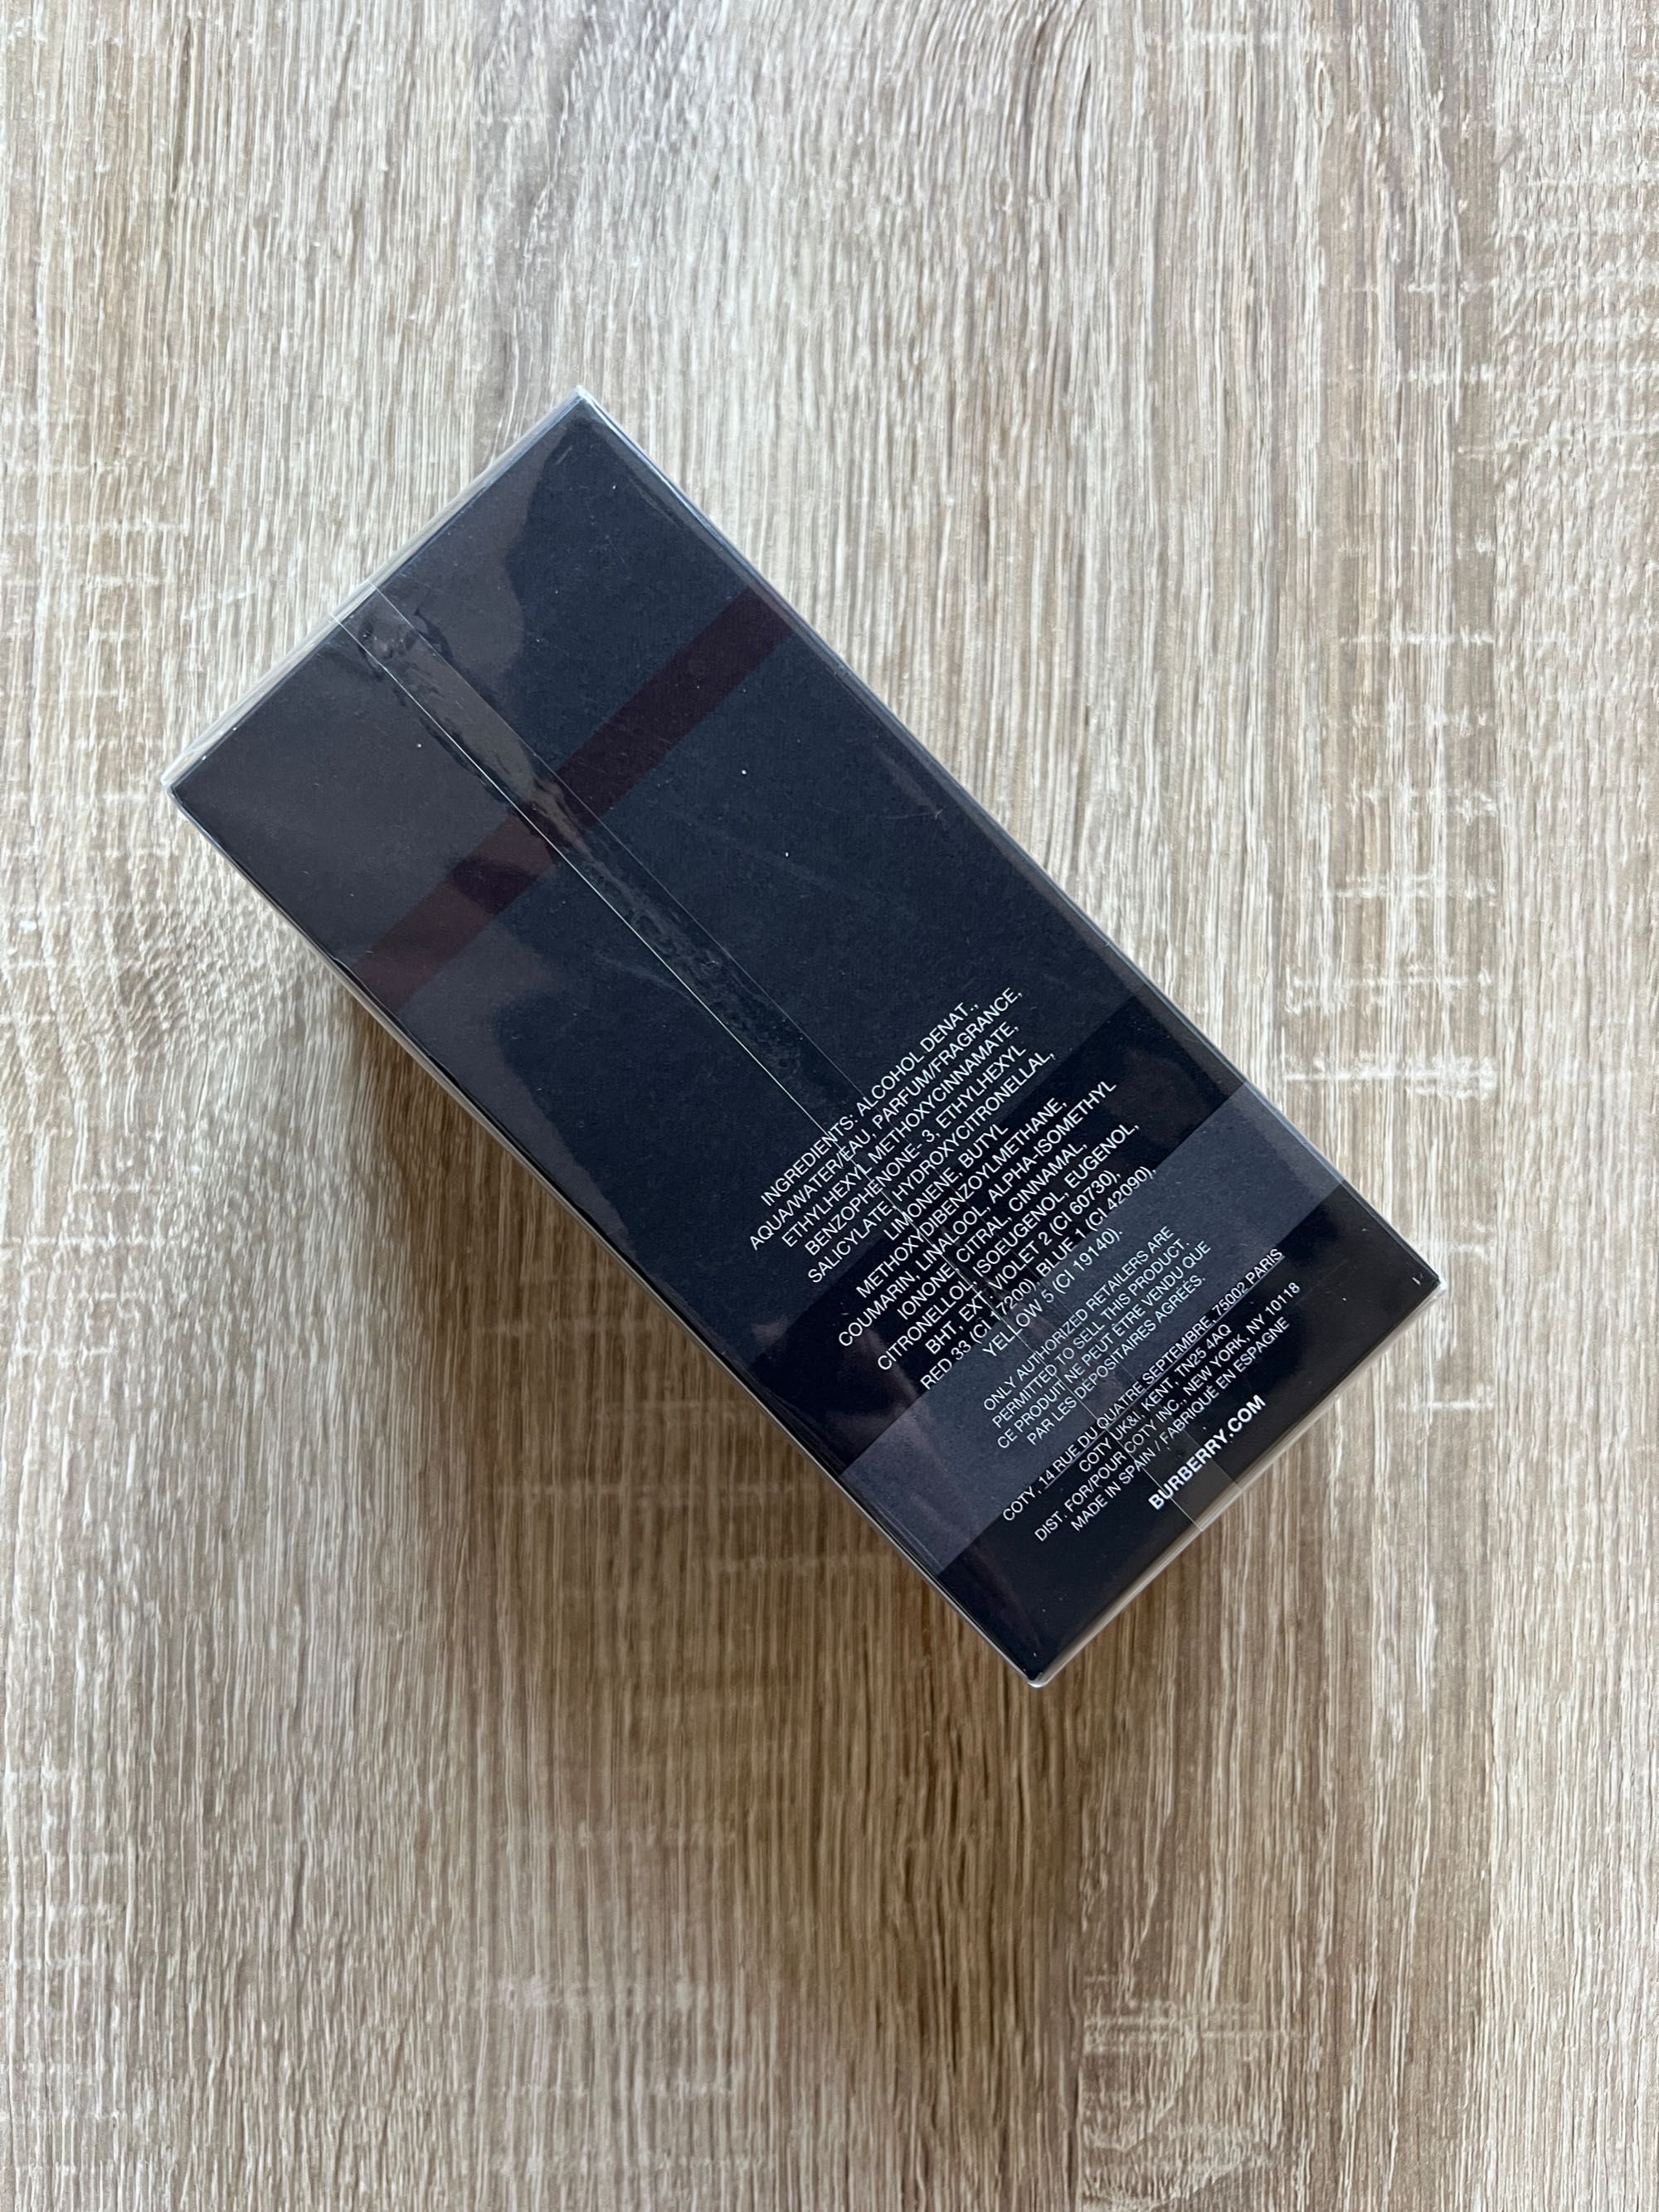 INGREDIENTS: ALCOHOL DENAT.,
AQUA/WATER/EAU, PARFUM/FRAGRANCE,
ETHYLHEXYL METHOXYCINNAMATE,
BENZOPHENONE- 3, ETHYLHEXYL
SALICYLATE, HYDROXYCITRONELLAL,
LIMONENE, BUTYL
METHOXYDIBENZOYLMETHANE,
COUMARIN, LINALOOL, ALPHA-ISOMETHYL
IONONE, CITRAL, CINNAMAL,
CITRONELLOL, ISOEUGENOL, EUGENOL,
BHT, EXT. VIOLET 2 (CI 60730),
RED 33 (CI 17200), BLUE 1 (CI 42090),
YELLOW 5 (CI 19140).
ONLY AUTHORIZED RETAILERS ARE
PERMITTED TO SELL THIS PRODUCT.
CE PRODUIT NE PEUT ÊTRE VENDU QUE
PAR LES DÉPOSITAIRES AGRÉÉS.
COTY, 14 RUE DU QUATRE SEPTEMBRE, 75002 PARIS
COTY UK&I, KENT, TN25 4AQ
DIST. FOR/POUR COTY INC., NEW YORK, NY 10118
MADE IN SPAIN / FABRIQUÉ EN ESPAGNE
BURBERRY.COM